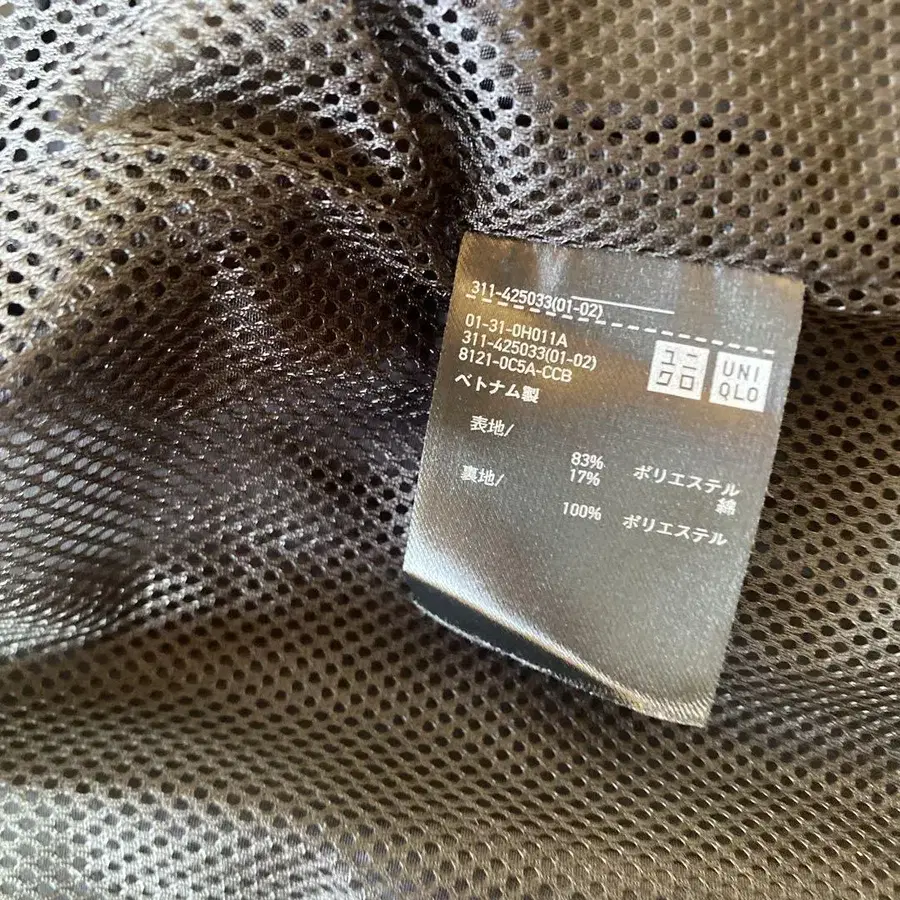 311-425033(01-02)
01-31-0H011A
311-425033(01-02)
8121-0C5A-CCB
ベトナム製
ユニ
クロ
UNI
QLO
表地/
83% ポリエステル
17% 綿
裏地/
100% ポリエステル